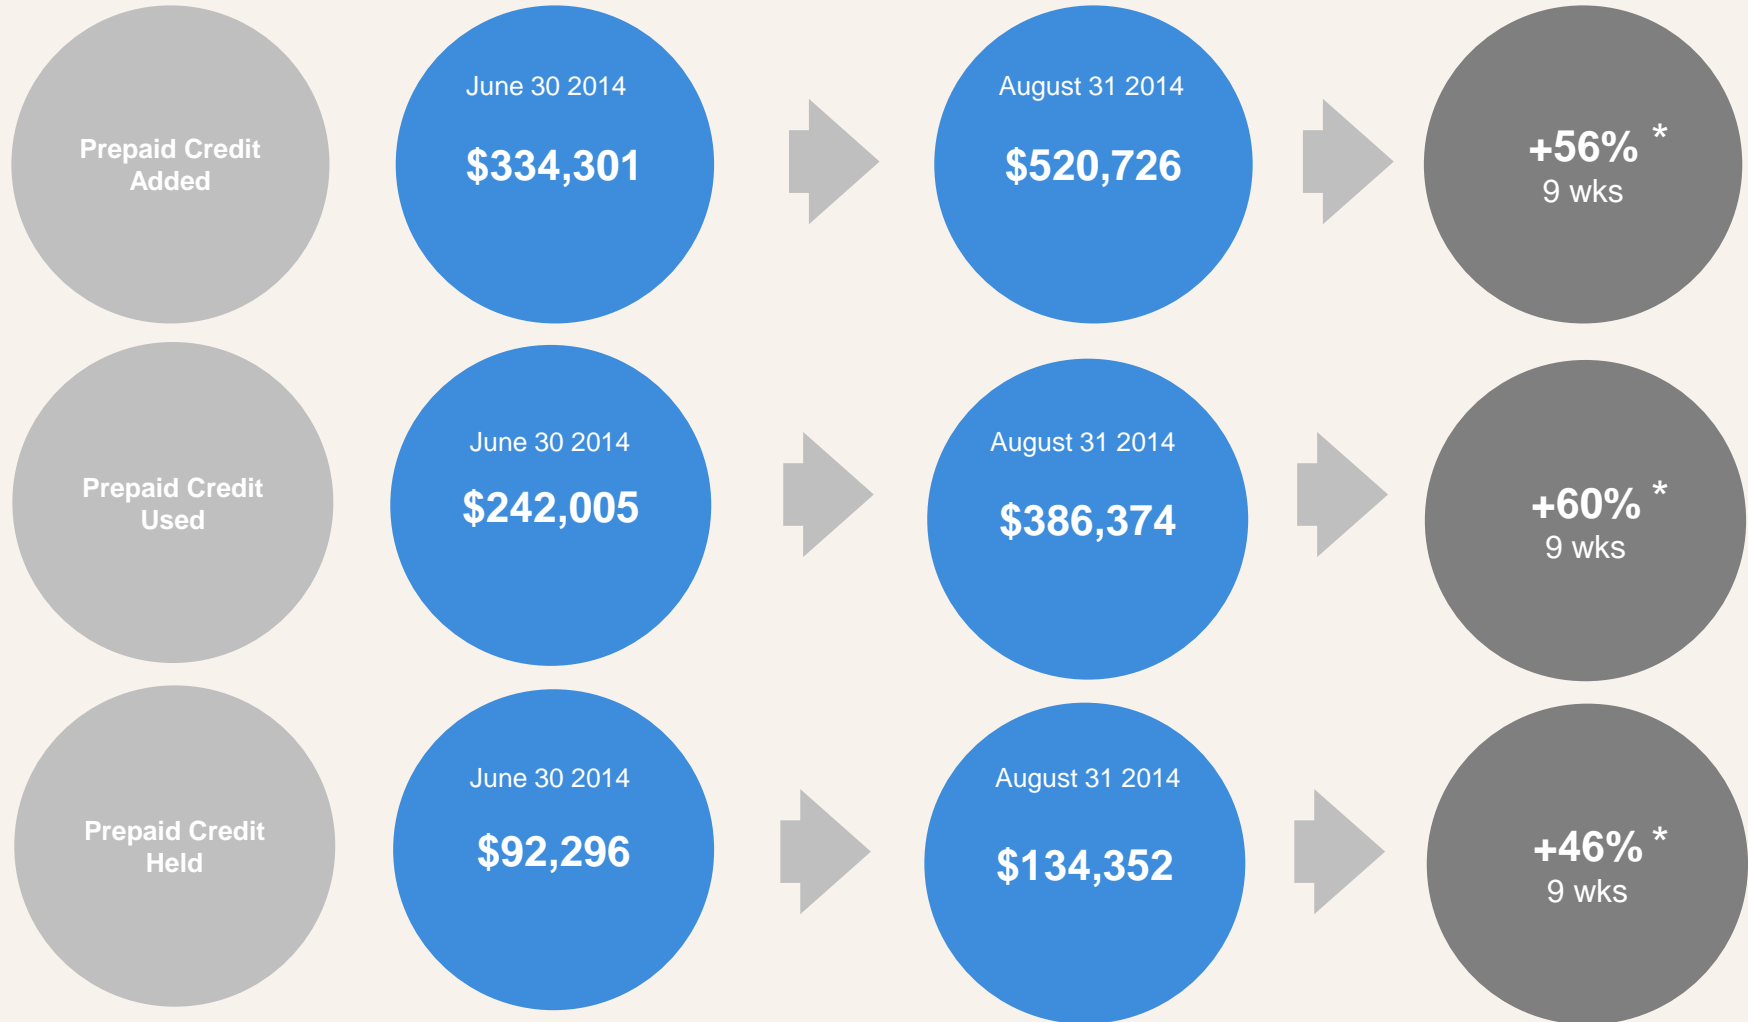 Prepaid Credit
Added
June 30 2014
$334,301
August 31 2014
$520,726
+56% *
9 wks
Prepaid Credit
Used
June 30 2014
$242,005
August 31 2014
$386,374
+60% *
9 wks
Prepaid Credit
Held
June 30 2014
$92,296
August 31 2014
$134,352
+46% *
9 wks